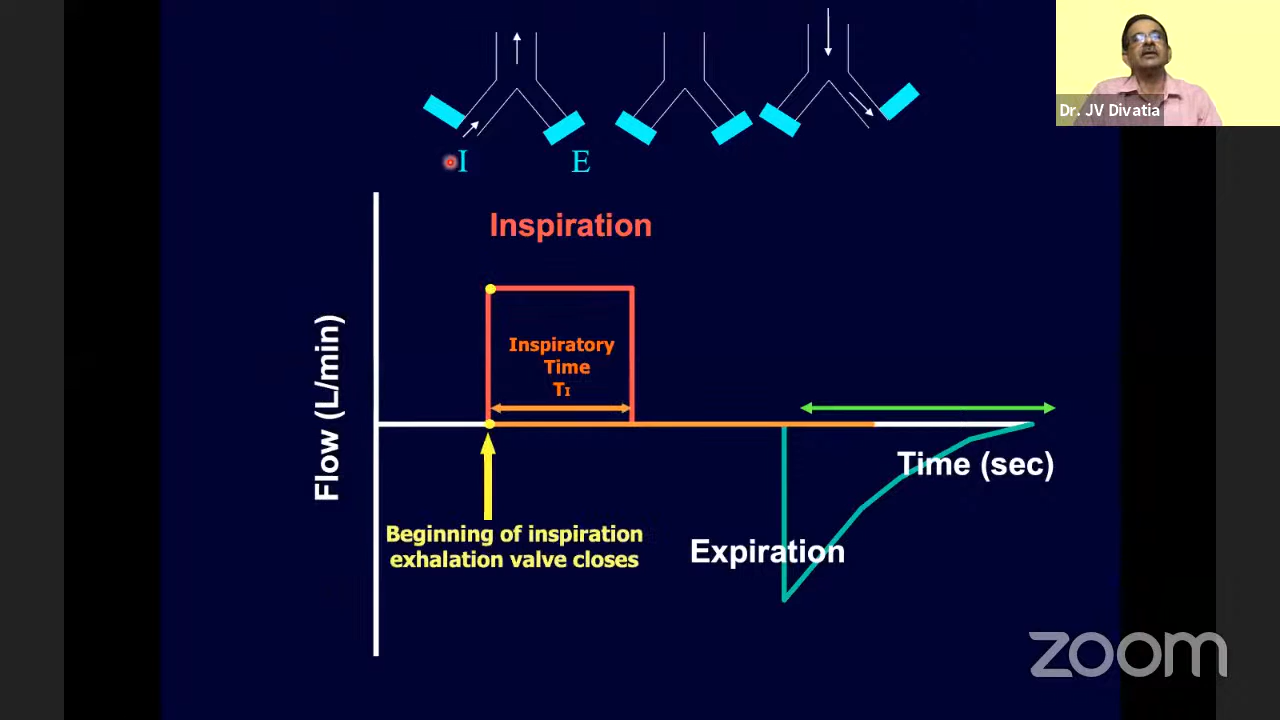 Dr. JV Divatia
I
E
Inspiration
Flow (L/min)
Inspiratory
Time
TI
Time (sec)
Beginning of inspiration
exhalation valve closes
Expiration
zoom